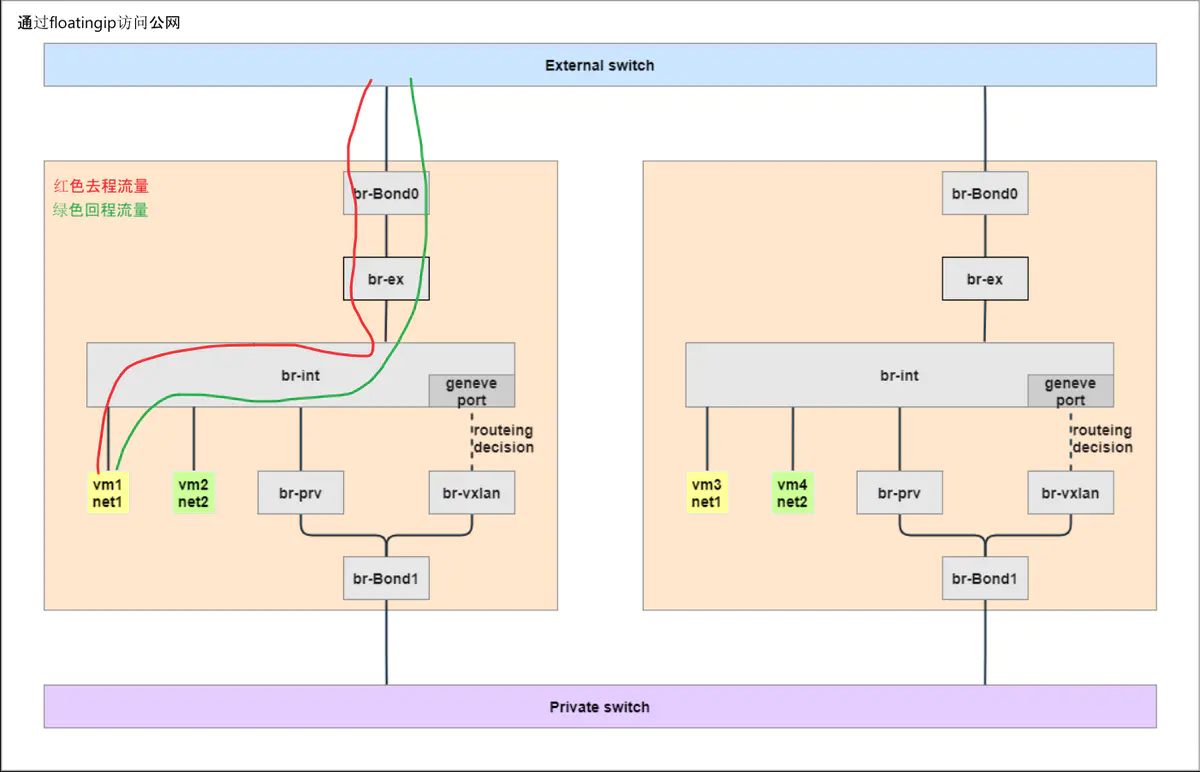 通过floatingip访问公网
External switch
红色去程流量
绿色回程流量
br-Bond0
br-ex
br-int
geneve
port
routeing
decision
vm1
net1
vm2
net2
br-prv
br-vxlan
br-Bond1
br-Bond0
br-ex
br-int
geneve
port
routeing
decision
vm3
net1
vm4
net2
br-prv
br-vxlan
br-Bond1
Private switch